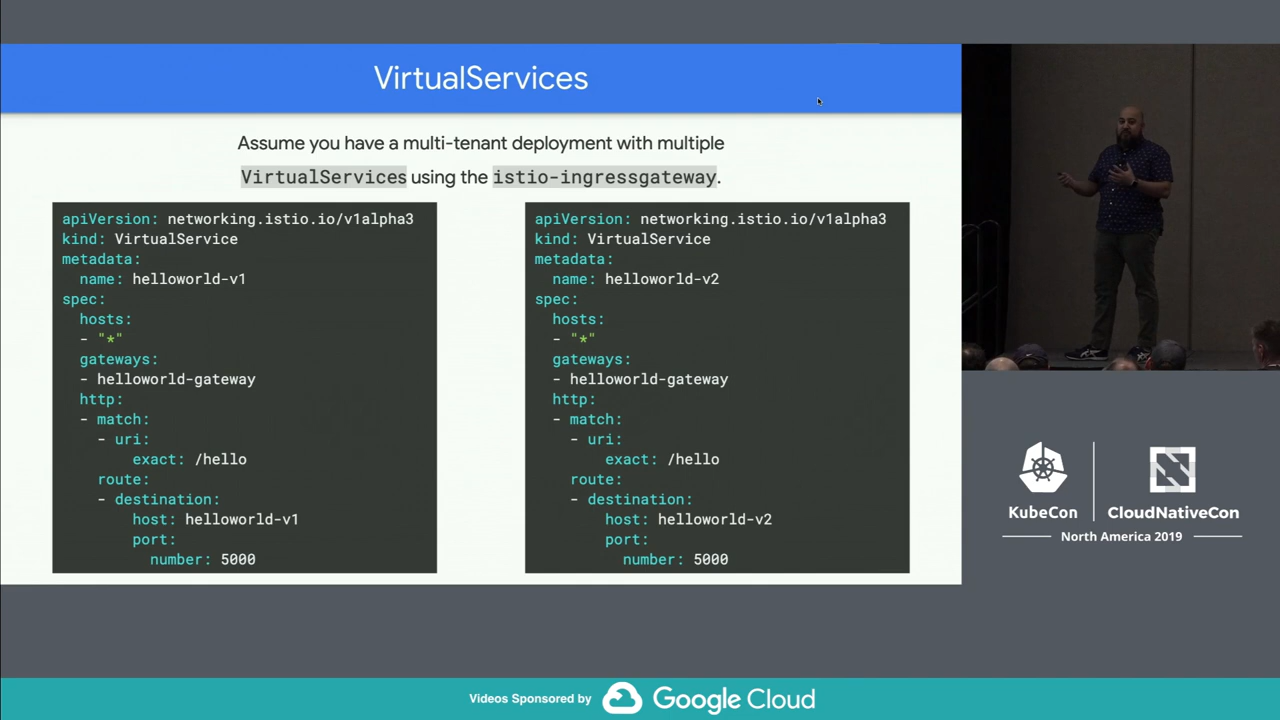 VirtualServices
Assume you have a multi-tenant deployment with multiple
VirtualServices using the istio-ingressgateway.
apiVersion: networking.istio.io/v1alpha3
kind: VirtualService
metadata:
  name: helloworld-v1
spec:
  hosts:
  - "*"
  gateways:
  - helloworld-gateway
  http:
  - match:
    - uri:
        exact: /hello
    route:
    - destination:
        host: helloworld-v1
        port:
          number: 5000
apiVersion: networking.istio.io/v1alpha3
kind: VirtualService
metadata:
  name: helloworld-v2
spec:
  hosts:
  - "*"
  gateways:
  - helloworld-gateway
  http:
  - match:
    - uri:
        exact: /hello
    route:
    - destination:
        host: helloworld-v2
        port:
          number: 5000
KubeCon
CloudNativeCon
North America 2019
Videos Sponsored by
Google Cloud